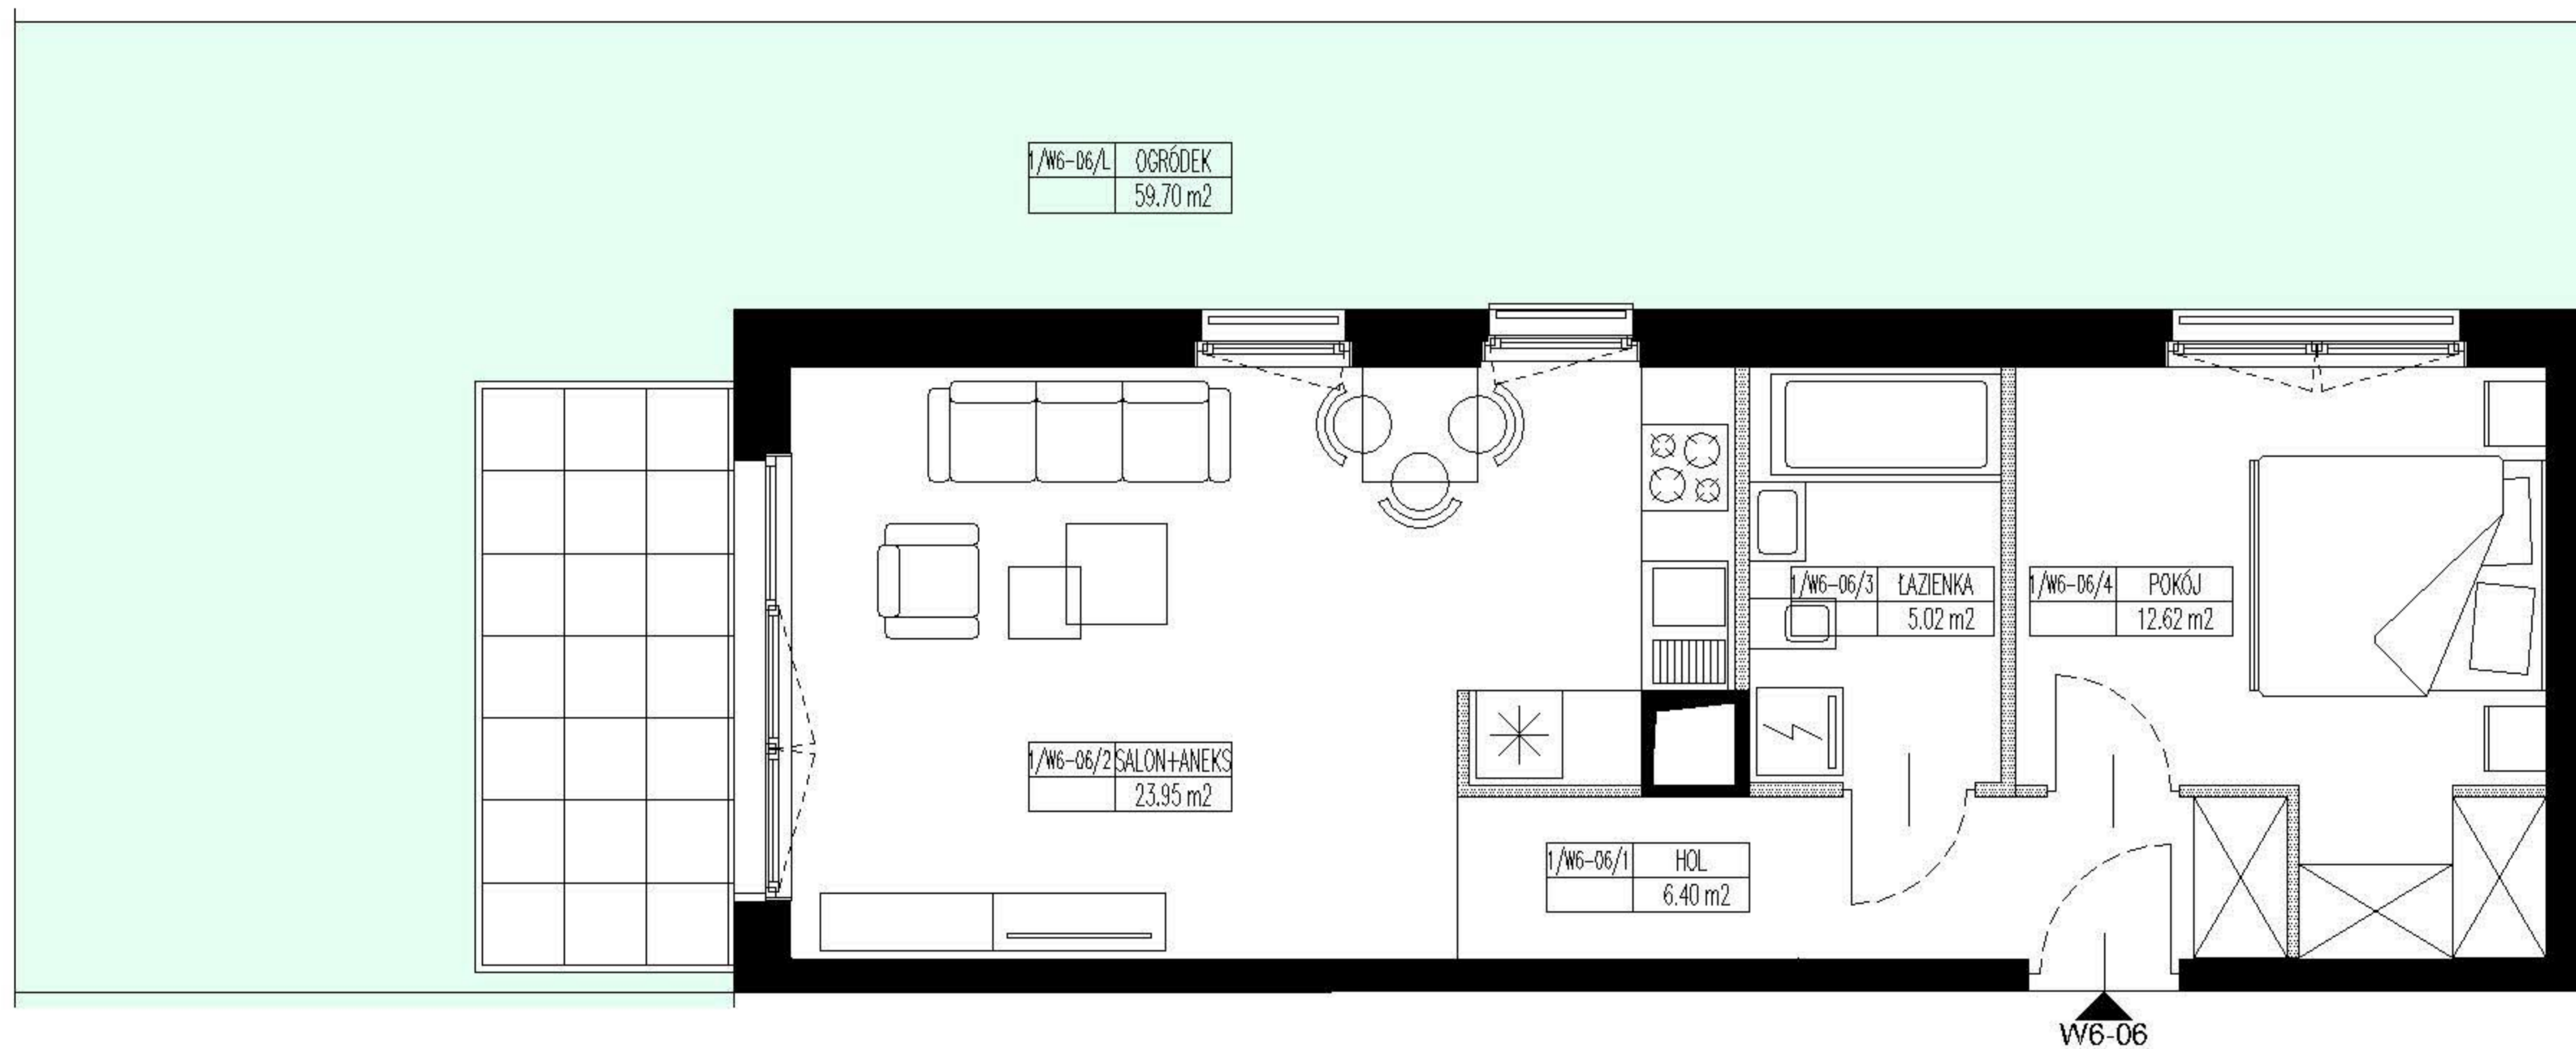 1/W6-06/L OGRÓDEK
59.70 m2
1/W6-06/3 ŁAZIENKA
5.02 m2
1/W6-06/4 POKÓJ
12.62 m2
1/W6-06/2 SALON+ANEKS
23.95 m2
1/W6-06/1 HOL
6.40 m2
W6-06